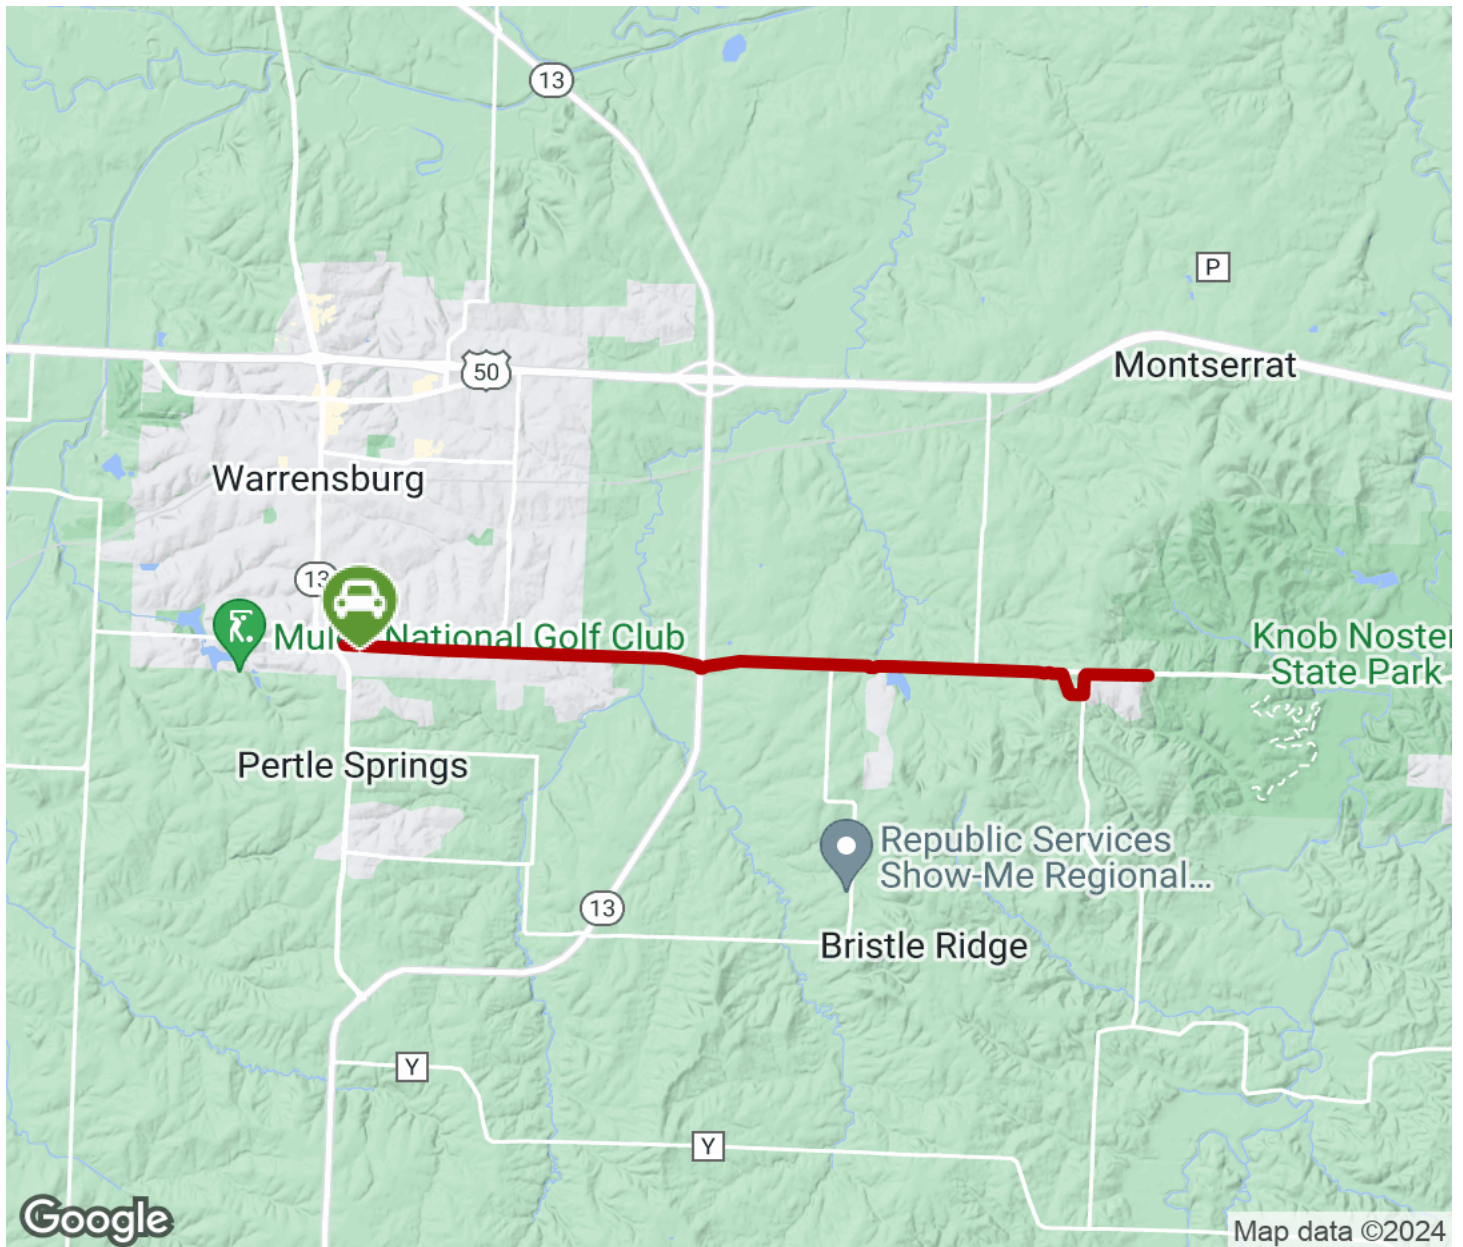 13
P
Montserrat
50
Warrensburg
13
Mules National Golf Club
Knob Noster
State Park
Pertle Springs
Republic Services
Show-Me Regional...
13
Bristle Ridge
Y
Y
Google
Map data ©2024